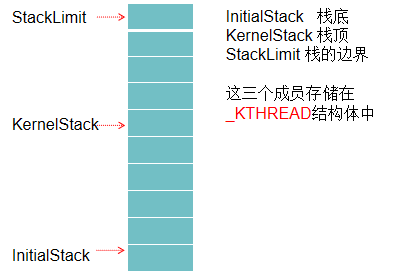 StackLimit
KernelStack
InitialStack
InitialStack 栈底
KernelStack 栈顶
StackLimit 栈的边界
这三个成员存储在
_KTHREAD结构体中